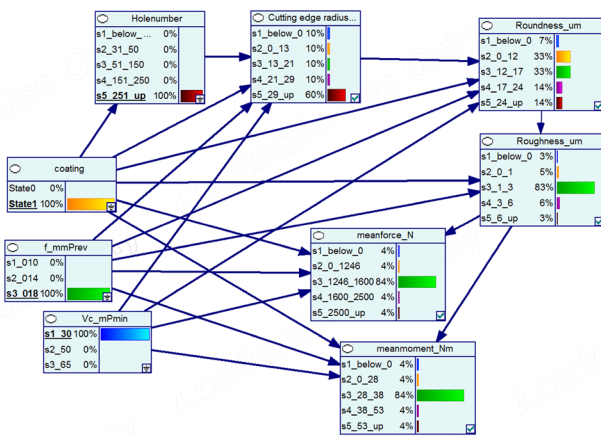 Holenumber
s1_below_ ... 0%
s2_31_50 0%
s3_51_150 0%
s4_151_250 0%
s5_251_up 100%
Cutting edge radius...
s1_below_0 10%
s2_0_13 10%
s3_13_21 10%
s4_21_29 10%
s5_29_up 60%
Roundness_um
s1_below_0 7%
s2_0_12 33%
s3_12_17 33%
s4_17_24 14%
s5_24_up 14%
Roughness_um
s1_below_0 3%
s2_0_1 5%
s3_1_3 83%
s4_3_6 6%
s5_6_up 3%
coating
State0 0%
State1 100%
f_mmPrev
s1_010 0%
s2_014 0%
s3_018 100%
meanforce_N
s1_below_0 4%
s2_0_1246 4%
s3_1246_1600 84%
s4_1600_2500 4%
s5_2500_up 4%
Vc_mPmin
s1_30 100%
s2_50 0%
s3_65 0%
meanmoment_Nm
s1_below_0 4%
s2_0_28 4%
s3_28_38 84%
s4_38_53 4%
s5_53_up 4%